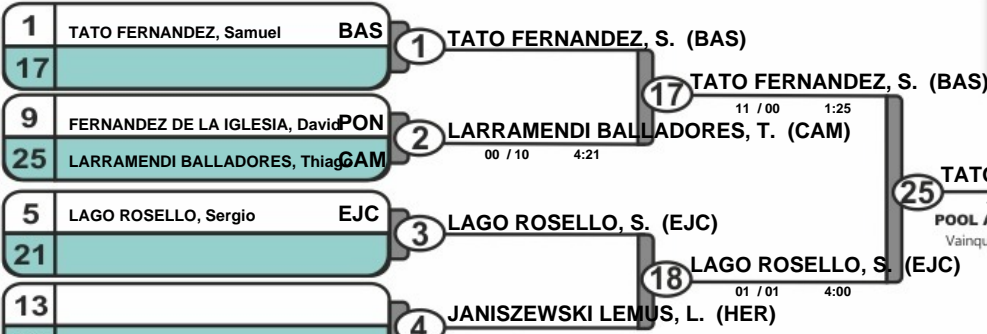 1 TATO FERNANDEZ, Samuel BAS
17
1 TATO FERNANDEZ, S. (BAS)
9 FERNANDEZ DE LA IGLESIA, David PON
25 LARRAMENDI BALLADORES, Thiago CAM
2 LARRAMENDI BALLADORES, T. (CAM)
00 / 10 4:21
17 TATO FERNANDEZ, S. (BAS)
11 / 00 1:25
5 LAGO ROSELLO, Sergio EJC
21
3 LAGO ROSELLO, S. (EJC)
13
4 JANISZEWSKI LEMUS, L. (HER)
18 LAGO ROSELLO, S. (EJC)
01 / 01 4:00
25 TATO
POOL A
Vainqu